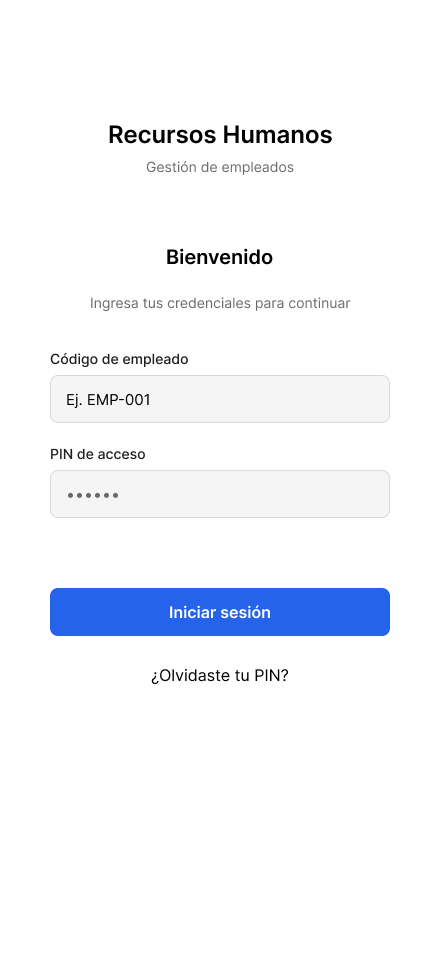 Recursos Humanos
Gestión de empleados
Bienvenido
Ingresa tus credenciales para continuar
Código de empleado
Ej. EMP-001
PIN de acceso
••••••
Iniciar sesión
¿Olvidaste tu PIN?